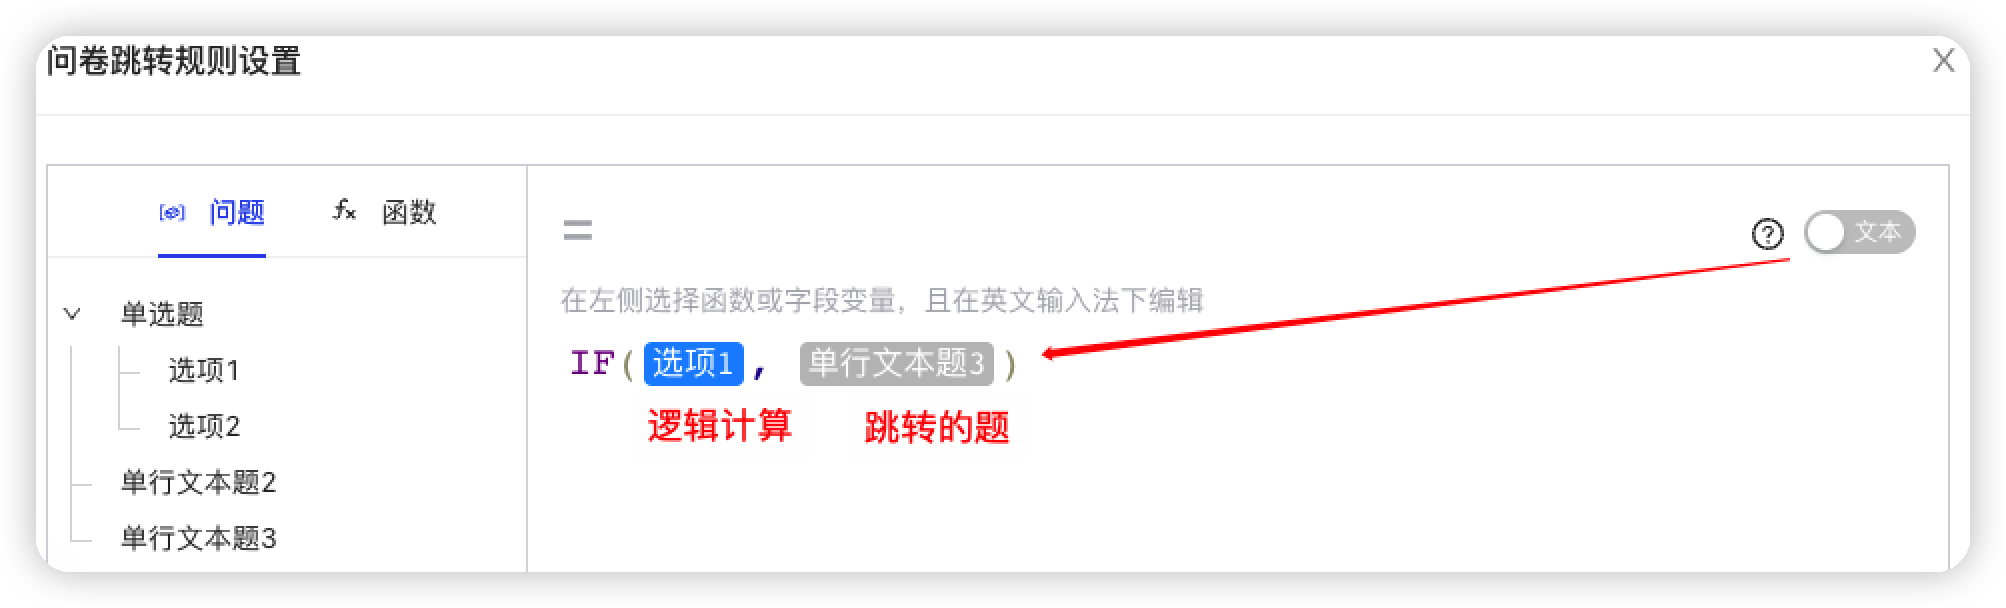 问卷跳转规则设置
X
问题
fx 函数
单选题
选项1
选项2
单行文本题2
单行文本题3
=
? 文本
在左侧选择函数或字段变量，且在英文输入法下编辑
IF(选项1, 单行文本题3)
逻辑计算 跳转的题